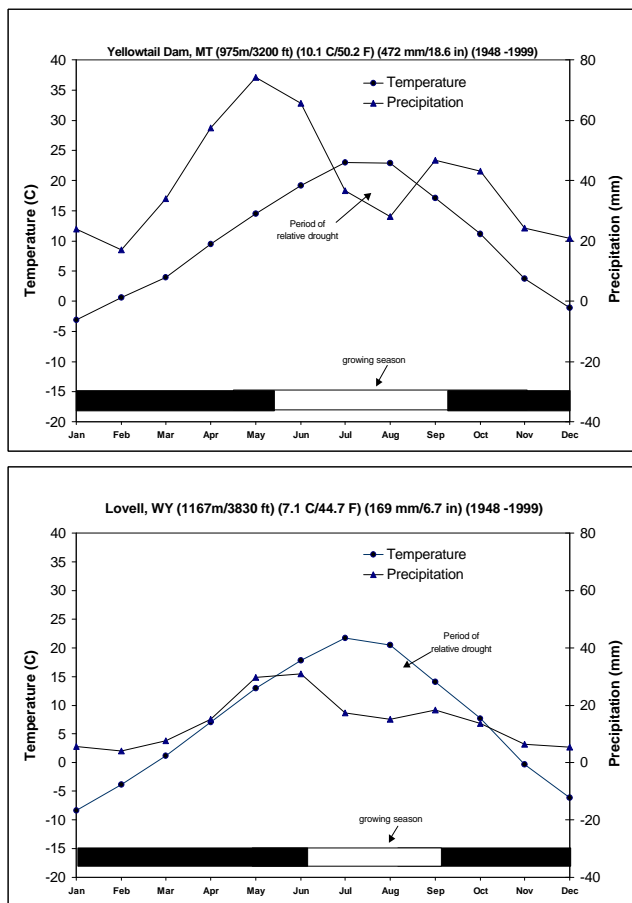 Yellowtail Dam, MT (975m/3200 ft) (10.1 C/50.2 F) (472 mm/18.6 in) (1948 -1999)
Temperature
Precipitation
Temperature (C)
40
35
30
25
20
15
10
5
0
-5
-10
-15
-20
Period of
relative drought
growing season
80
60
40
20
0
-20
-40
Precipitation (mm)
Jan Feb Mar Apr May Jun Jul Aug Sep Oct Nov Dec
Lovell, WY (1167m/3830 ft) (7.1 C/44.7 F) (169 mm/6.7 in) (1948 -1999)
Temperature
Precipitation
Temperature (C)
40
35
30
25
20
15
10
5
0
-5
-10
-15
-20
Period of
relative drought
growing season
80
60
40
20
0
-20
-40
Precipitation (mm)
Jan Feb Mar Apr May Jun Jul Aug Sep Oct Nov Dec